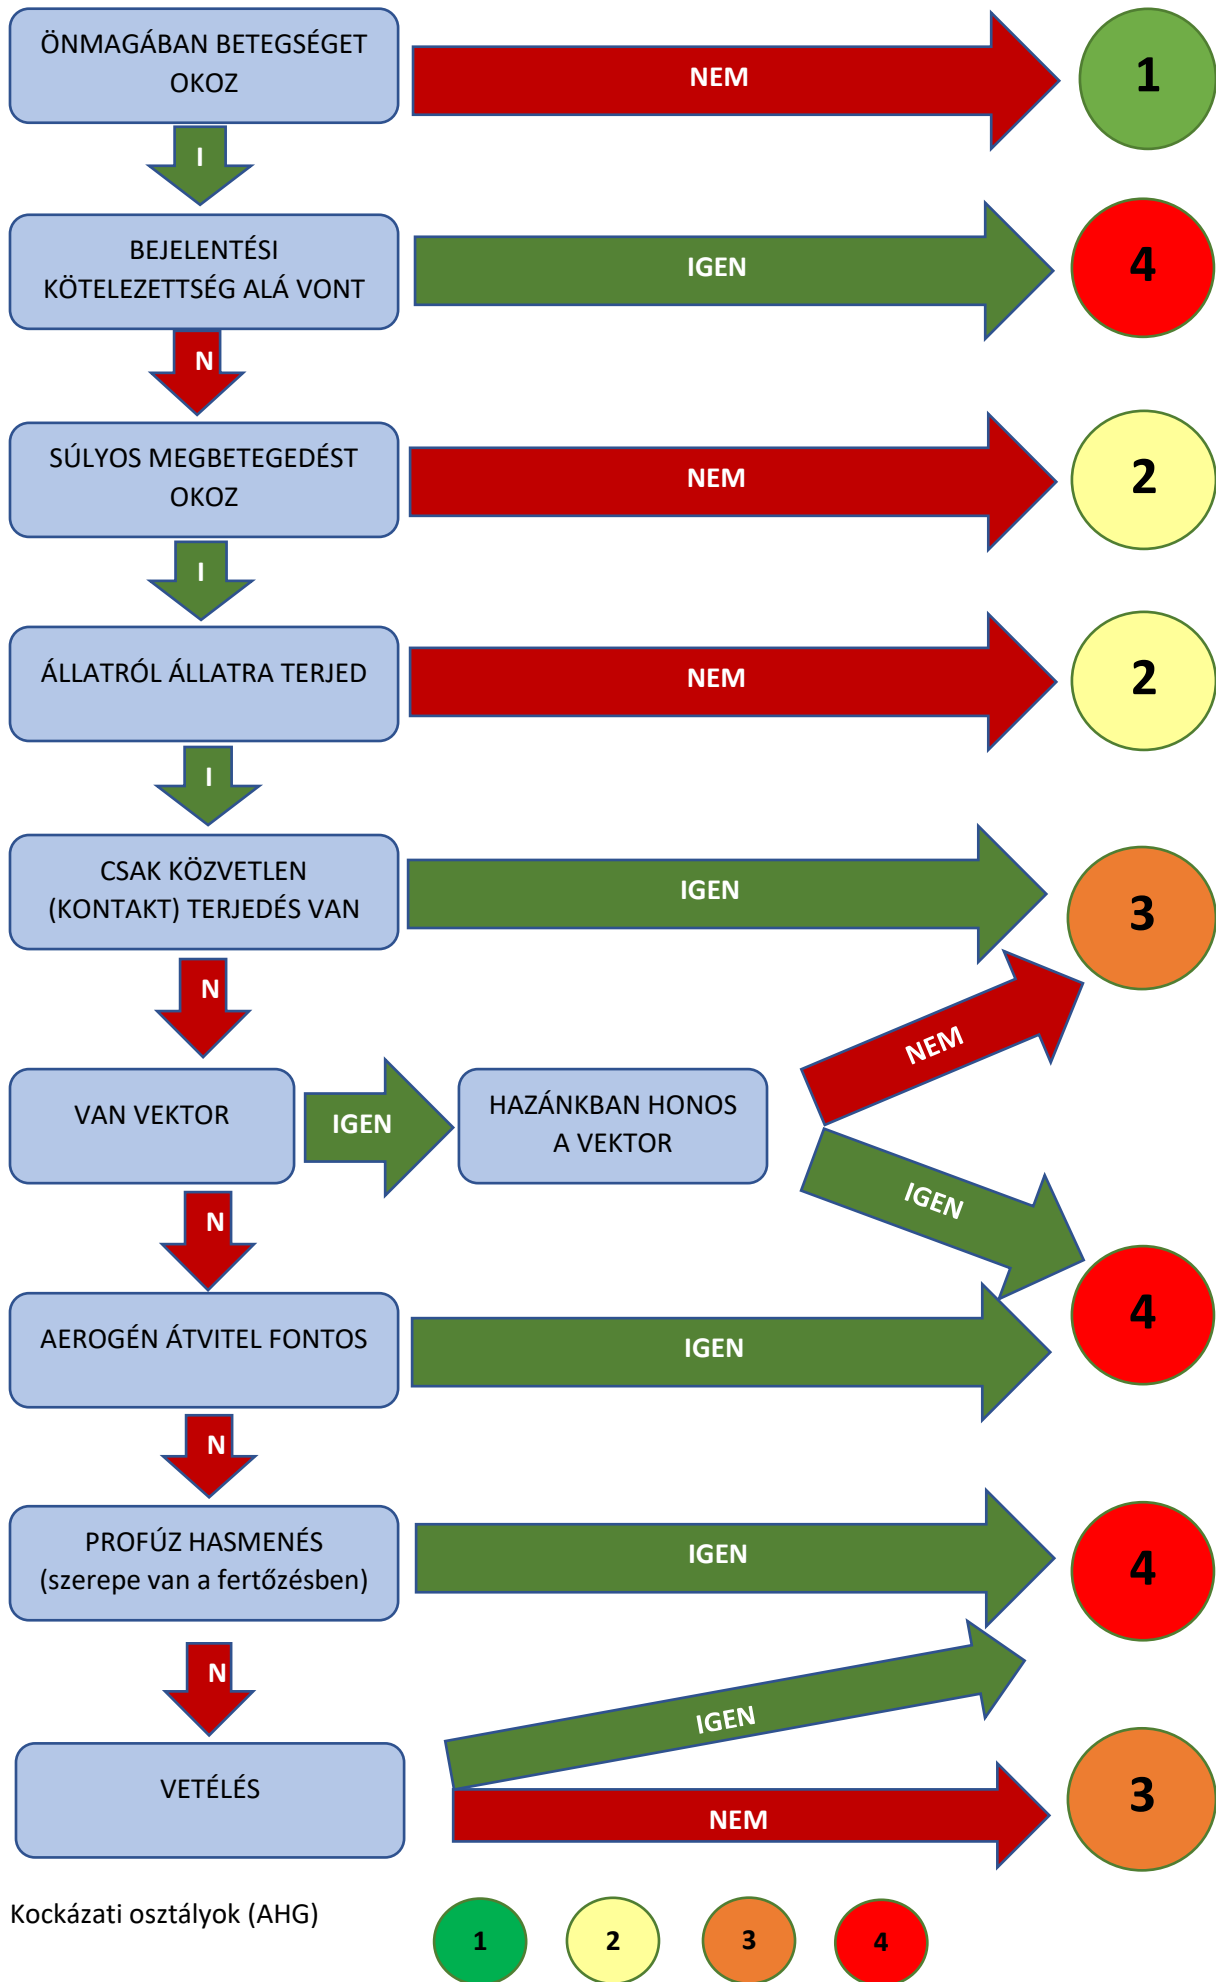 ÖNMAGÁBAN BETEGSÉGET
OKOZ
NEM
1
I
BEJELENTÉSI
KÖTELEZETTSÉG ALÁ VONT
IGEN
4
N
SÚLYOS MEGBETEGEDÉST
OKOZ
NEM
2
I
ÁLLATRÓL ÁLLATRA TERJED
NEM
2
I
CSAK KÖZVETLEN
(KONTAKT) TERJEDÉS VAN
IGEN
3
N
NEM
VAN VEKTOR
IGEN
HAZÁNKBAN HONOS
A VEKTOR
IGEN
N
AEROGÉN ÁTVITEL FONTOS
IGEN
4
N
PROFÚZ HASMENÉS
(szerepe van a fertőzésben)
IGEN
4
N
IGEN
VETÉLÉS
NEM
3
Kockázati osztályok (AHG)
1
2
3
4